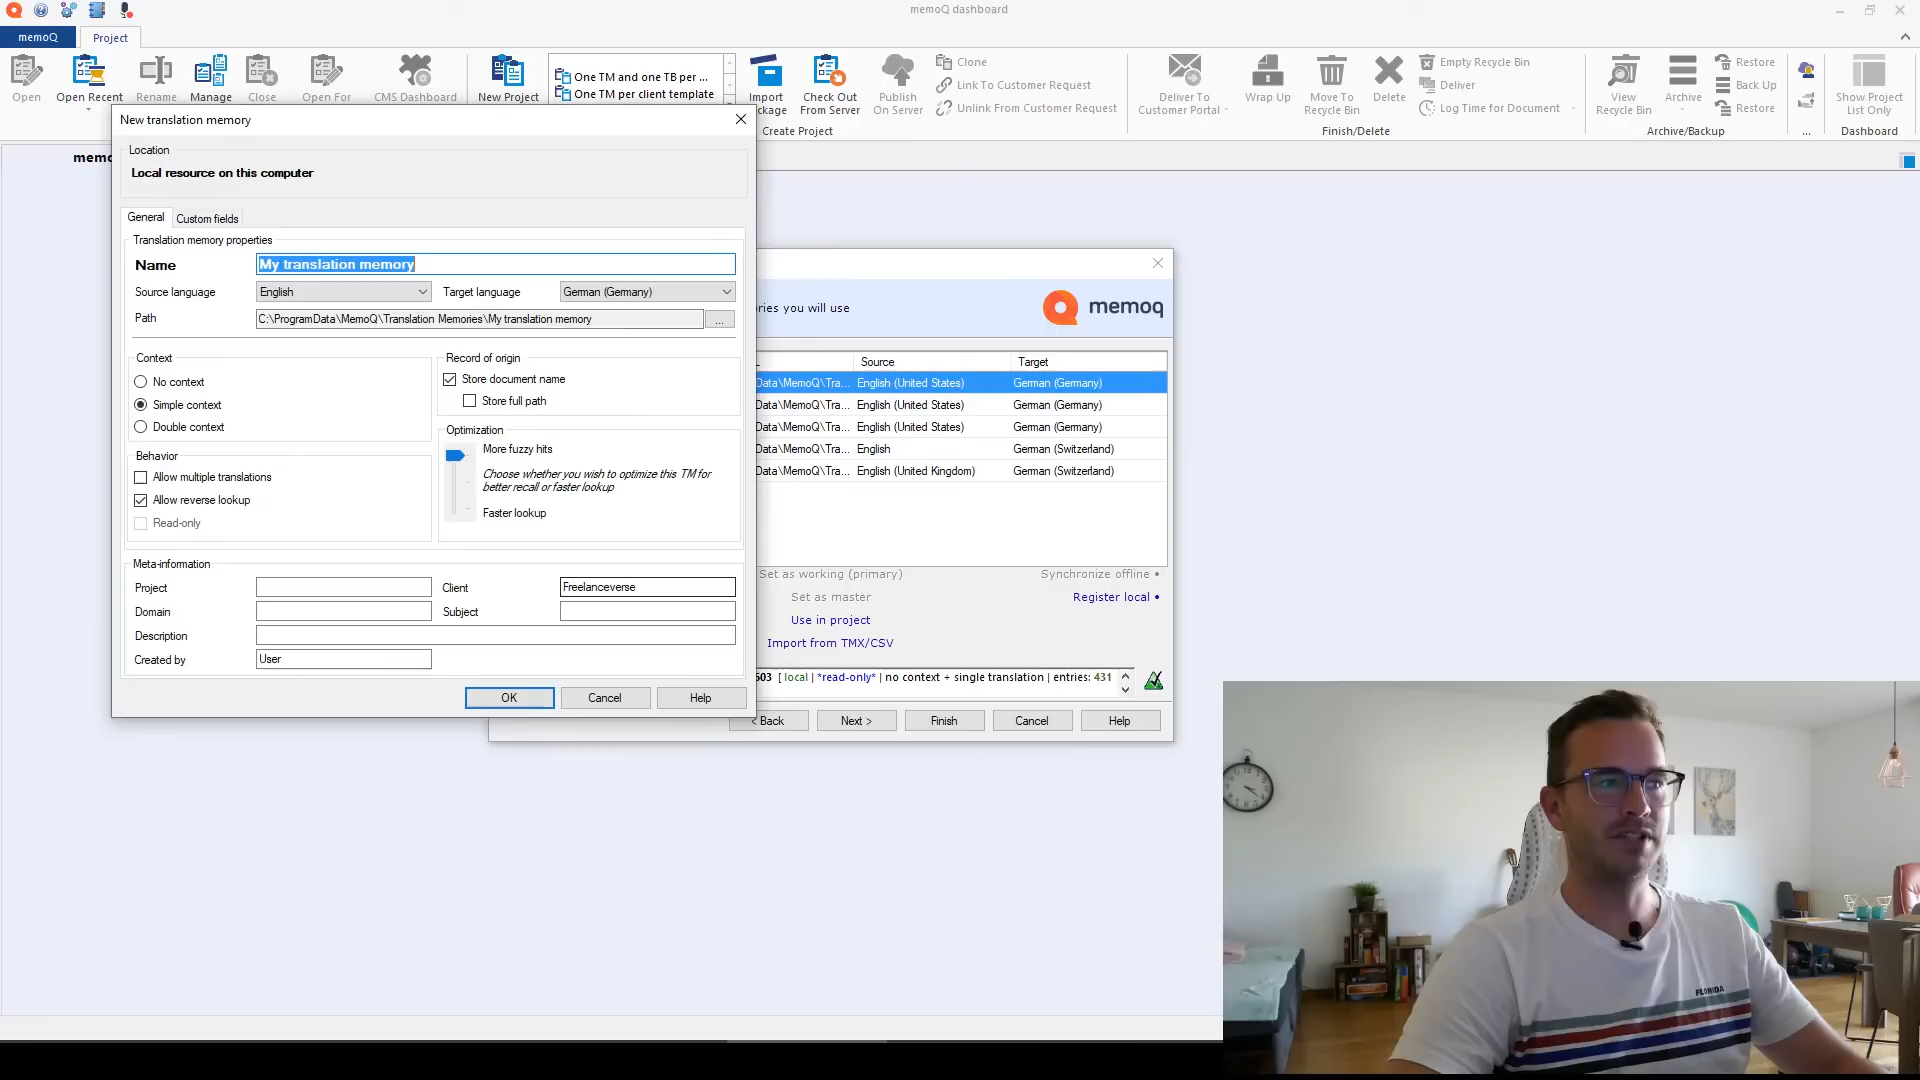 memoQ dashboard
memoQ
Project
Open
Open Recent
Rename
Manage
Close
Open For
CMS Dashboard
New Project
One TM and one TB per ...
One TM per client template
Import
ckage
Check Out
From Server
Publish
On Server
Clone
Link To Customer Request
Unlink From Customer Request
Create Project
Deliver To
Customer Portal
Wrap Up
Move To
Recycle Bin
Delete
Empty Recycle Bin
Deliver
Log Time for Document
Finish/Delete
View
Recycle Bin
Archive
Restore
Back Up
Restore
Archive/Backup
...
Show Project
List Only
Dashboard
memo
New translation memory
Location
Local resource on this computer
General
Custom fields
Translation memory properties
Name
My translation memory
Source language
English
Target language
German (Germany)
Path
C:\ProgramData\MemoQ\Translation Memories\My translation memory
...
Context
No context
Simple context
Double context
Record of origin
Store document name
Store full path
Optimization
More fuzzy hits
Choose whether you wish to optimize this TM for
better recall or faster lookup
Faster lookup
Behavior
Allow multiple translations
Allow reverse lookup
Read-only
Meta-information
Project
Client
Freelanceverse
Domain
Subject
Description
Created by
User
OK
Cancel
Help
ries you will use
memoq
Source
Target
Data\MemoQ\Tra... English (United States) German (Germany)
Data\MemoQ\Tra... English (United States) German (Germany)
Data\MemoQ\Tra... English (United States) German (Germany)
Data\MemoQ\Tra... English German (Switzerland)
Data\MemoQ\Tra... English (United Kingdom) German (Switzerland)
Set as working (primary)
Synchronize offline •
Set as master
Register local •
Use in project
Import from TMX/CSV
603 [ local | *read-only* | no context + single translation | entries: 431
< Back
Next >
Finish
Cancel
Help
FLORIDA